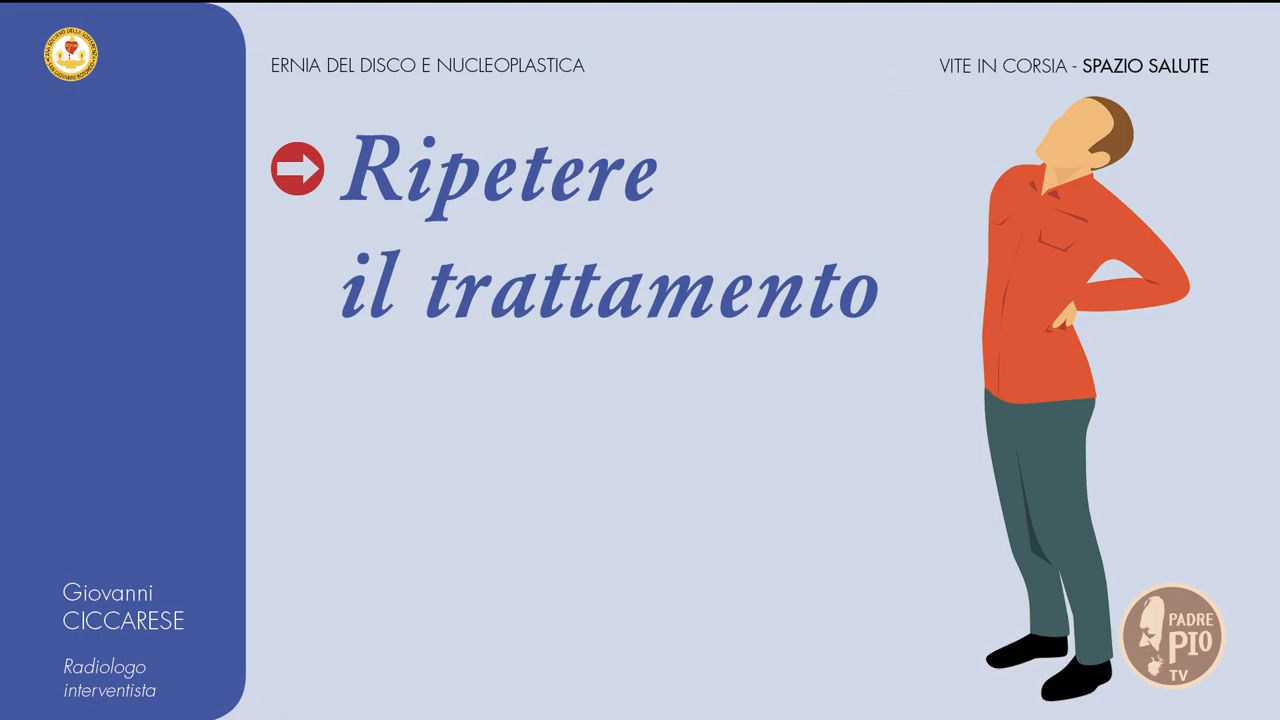 ERNIA DEL DISCO E NUCLEOPLASTICA
VITE IN CORSIA - SPAZIO SALUTE
Ripetere
il trattamento
Giovanni
CICCARESE
Radiologo
interventista
PADRE
PIO
TV